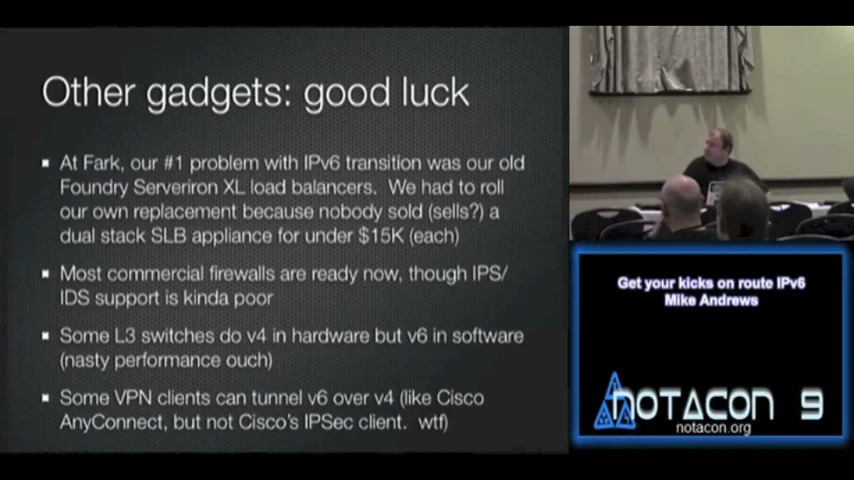 Other gadgets: good luck
At Fark, our #1 problem with IPv6 transition was our old
Foundry Serveriron XL load balancers. We had to roll
our own replacement because nobody sold (sells?) a
dual stack SLB appliance for under $15K (each)
Most commercial firewalls are ready now, though IPS/
IDS support is kinda poor
Some L3 switches do v4 in hardware but v6 in software
(nasty performance ouch)
Some VPN clients can tunnel v6 over v4 (like Cisco
AnyConnect, but not Cisco's IPSec client. wtf)
Get your kicks on route IPv6
Mike Andrews
NOTACON 9
notacon.org